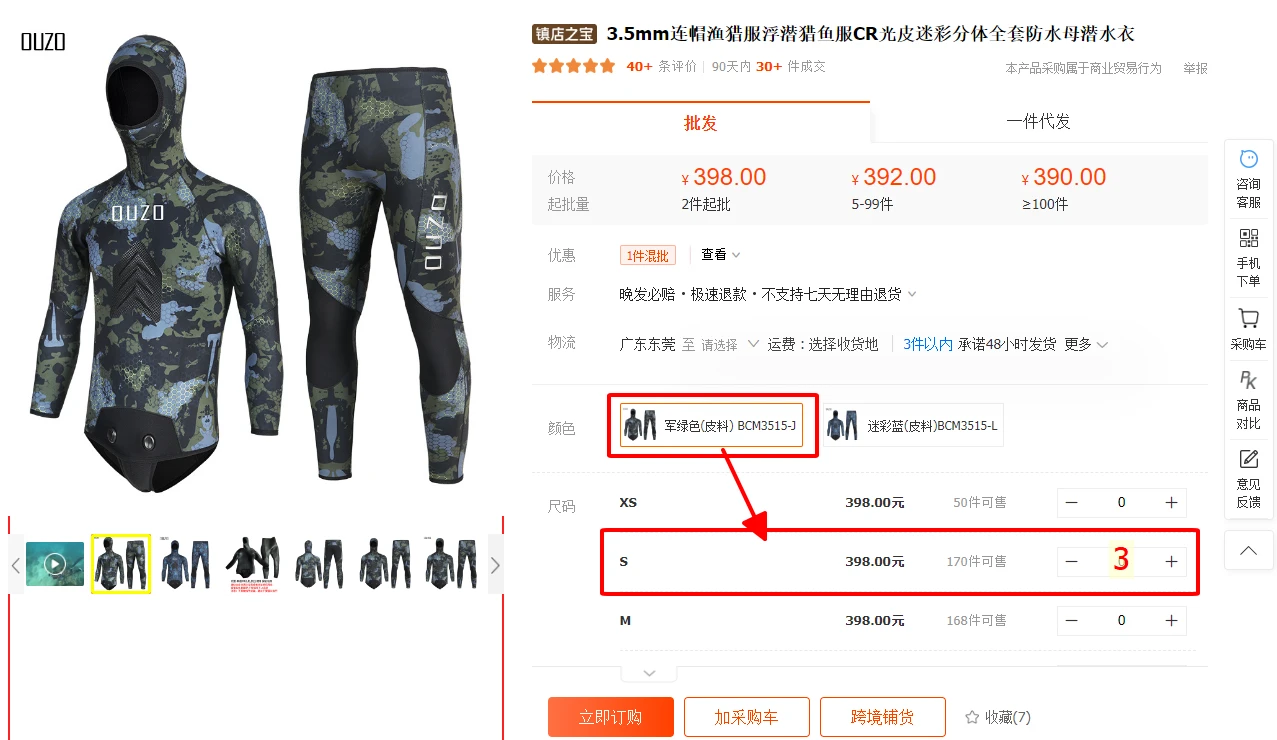 OUZO
OUZO
OUZO
镇店之宝 3.5mm连帽渔猎服浮潜猎鱼服CR光皮迷彩分体全套防水母潜水衣
40+ 条评价 90天内 30+ 件成交
本产品采购属于商业贸易行为 举报
批发 一件代发
价格 ¥ 398.00 ¥ 392.00 ¥ 390.00
起批量 2件起批 5-99件 ≥100件
优惠 1件混批 查看
服务 晚发必赔・极速退款・不支持七天无理由退货
物流 广东东莞 至 请选择 运费：选择收货地 3件以内 承诺48小时发货 更多
颜色 军绿色(皮料) BCM3515-J 迷彩蓝(皮料)BCM3515-L
尺码 XS 398.00元 50件可售 － 0 ＋
S 398.00元 170件可售 － 3 ＋
M 398.00元 168件可售 － 0 ＋
立即订购 加采购车 跨境铺货 收藏(7)
咨询
客服
手机
下单
采购车
PK
商品
对比
意见
反馈